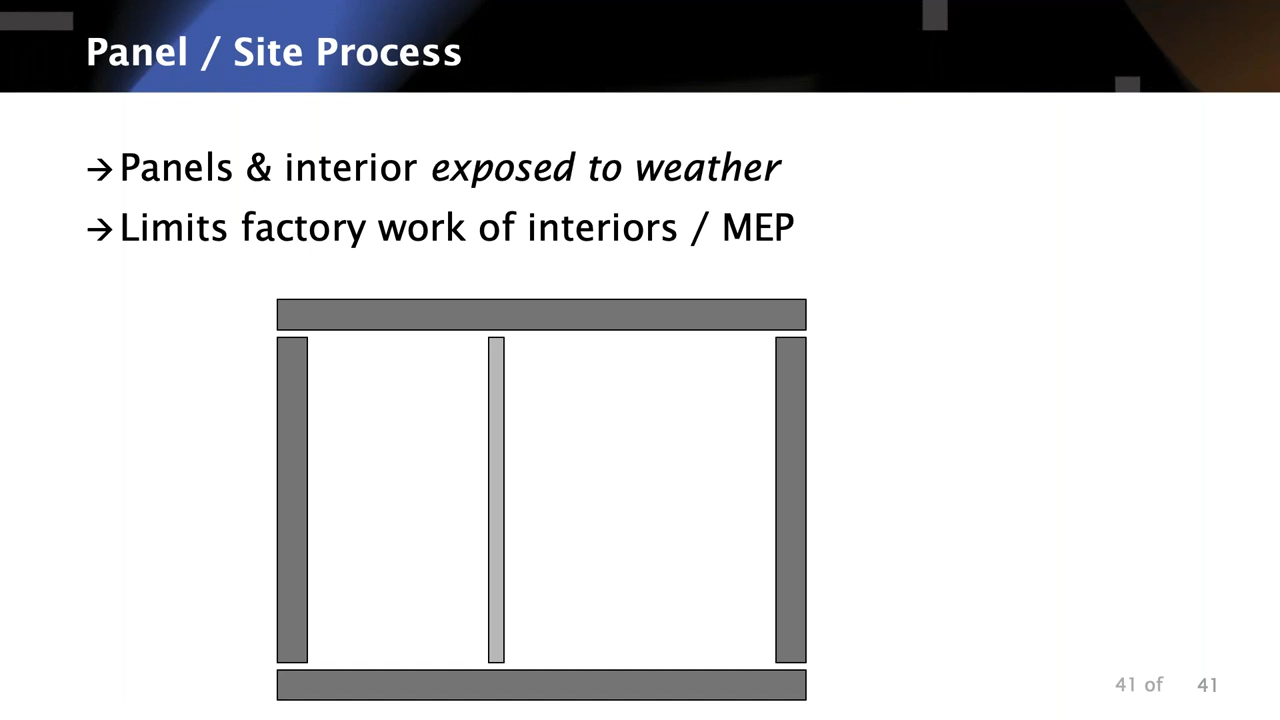 Panel / Site Process
→ Panels & interior exposed to weather
→ Limits factory work of interiors / MEP
41 of 41